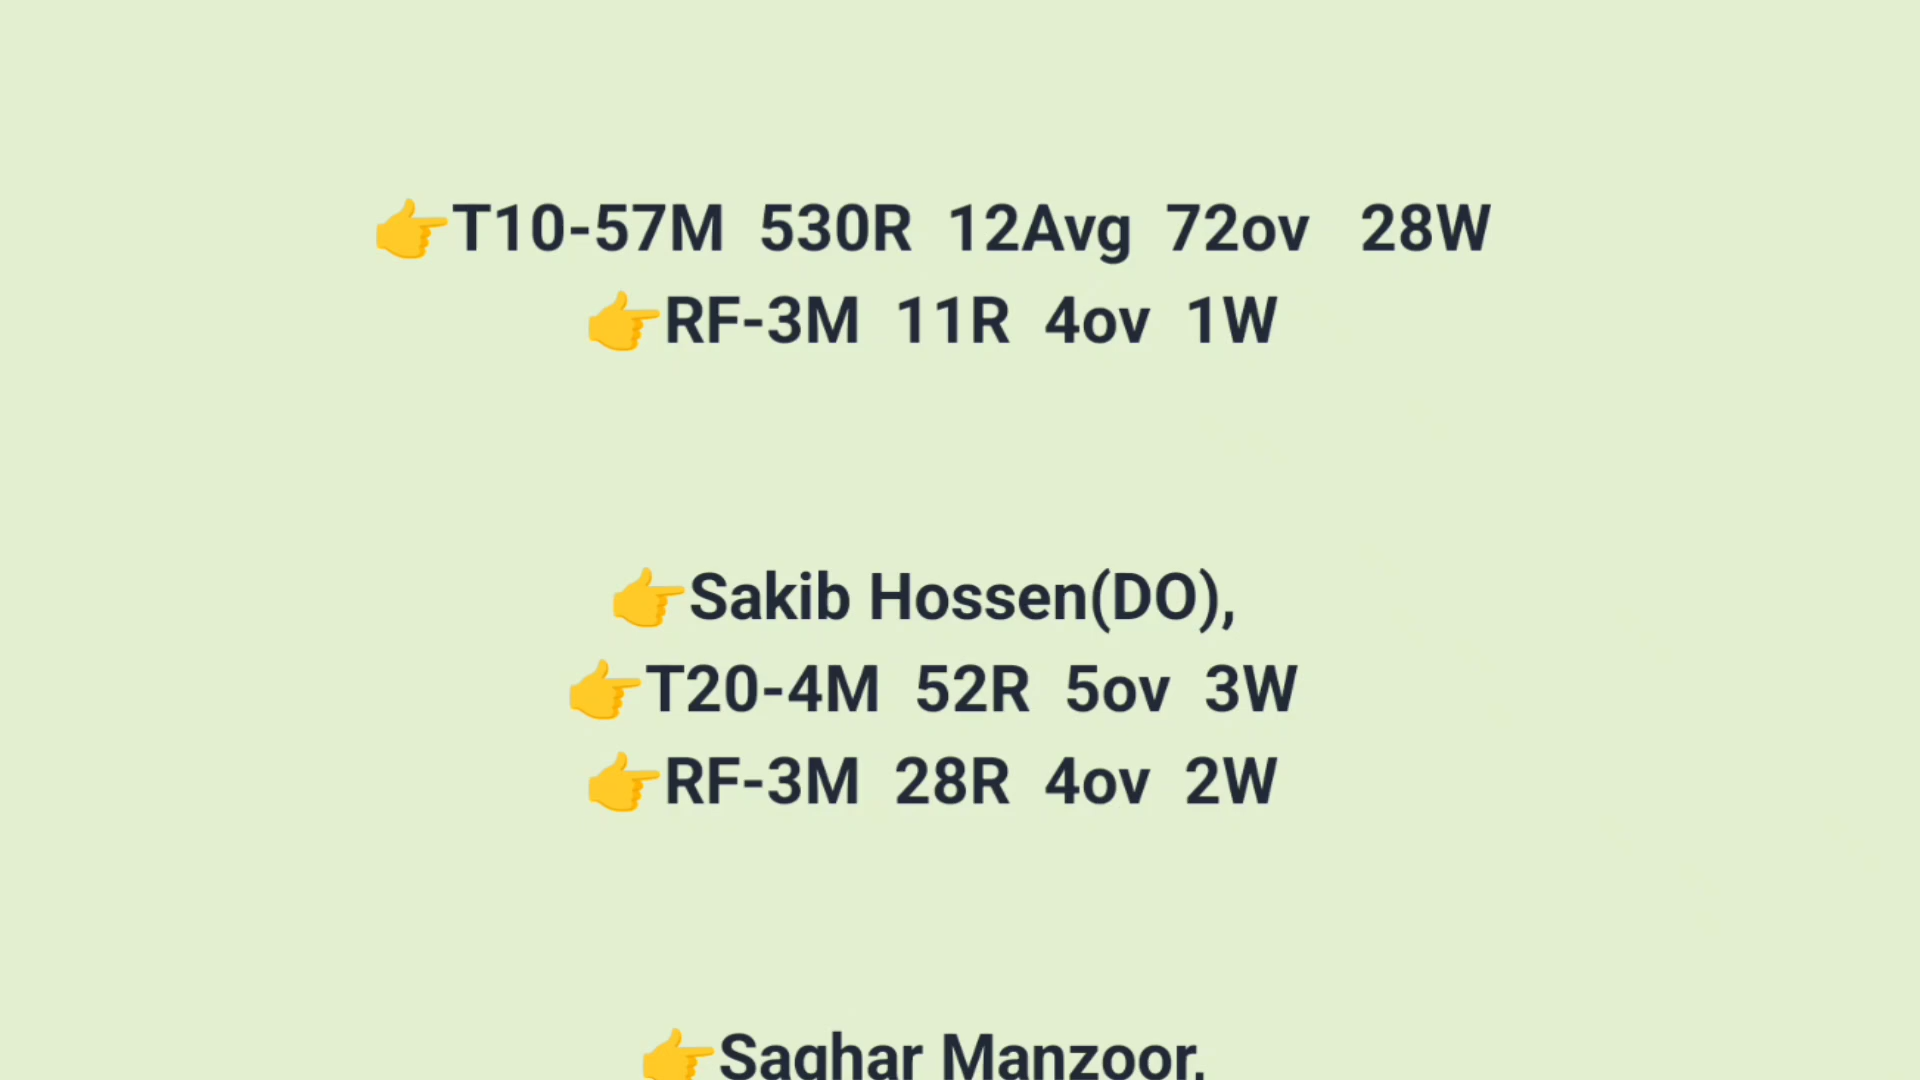 👉T10-57M 530R 12Avg 72ov 28W
👉RF-3M 11R 4ov 1W
👉Sakib Hossen(DO),
👉T20-4M 52R 5ov 3W
👉RF-3M 28R 4ov 2W
👉Saghar Manzoor,